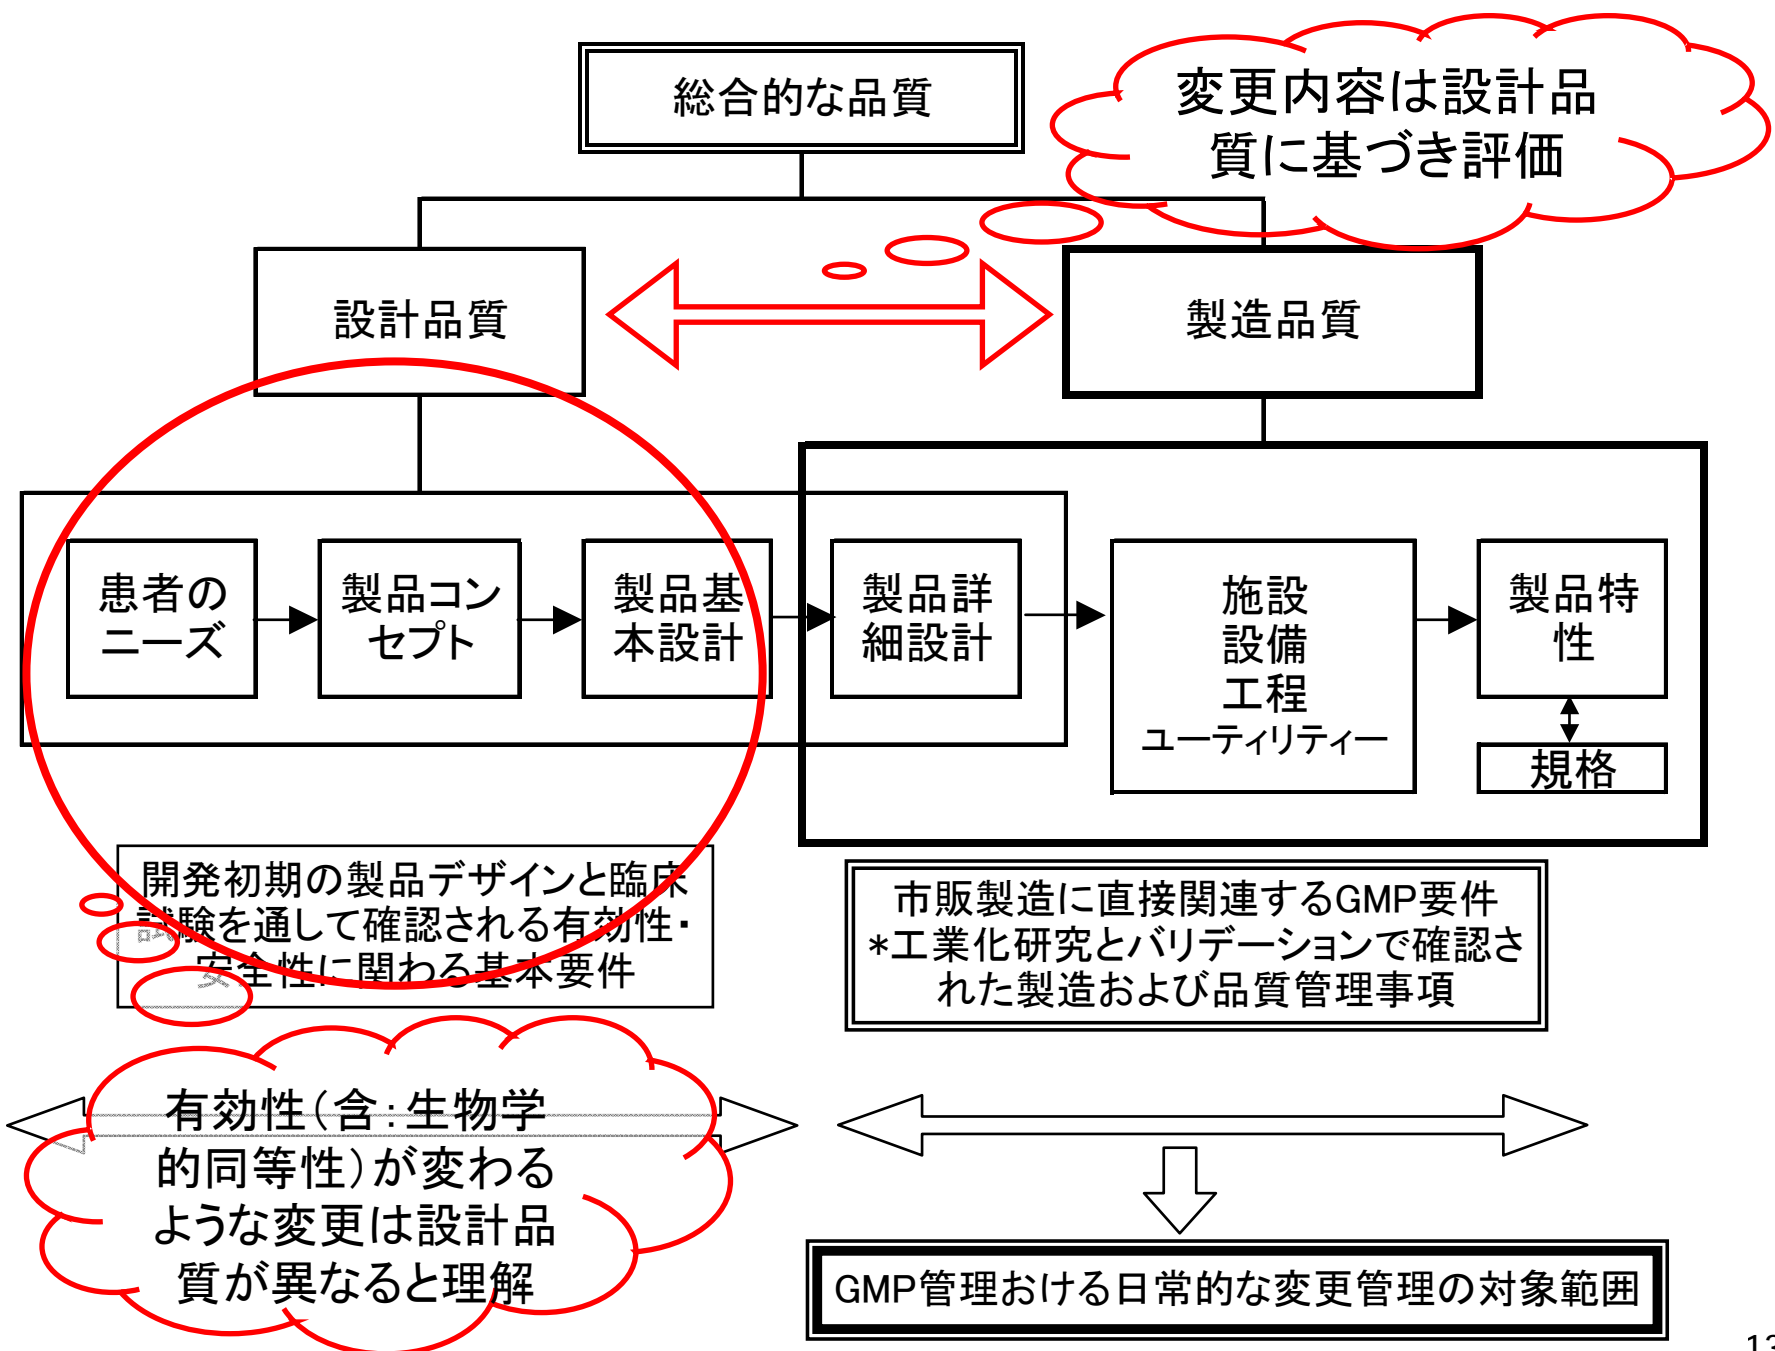 総合的な品質
変更内容は設計品
質に基づき評価
設計品質
製造品質
患者の
ニーズ
製品コン
セプト
製品基
本設計
製品詳
細設計
施設
設備
工程
ユーティリティー
製品特
性
規格
開発初期の製品デザインと臨床
試験を通して確認される有効性・
安全性に関わる基本要件
市販製造に直接関連するGMP要件
*工業化研究とバリデーションで確認さ
れた製造および品質管理事項
有効性(含:生物学
的同等性)が変わる
ような変更は設計品
質が異なると理解
GMP管理おける日常的な変更管理の対象範囲